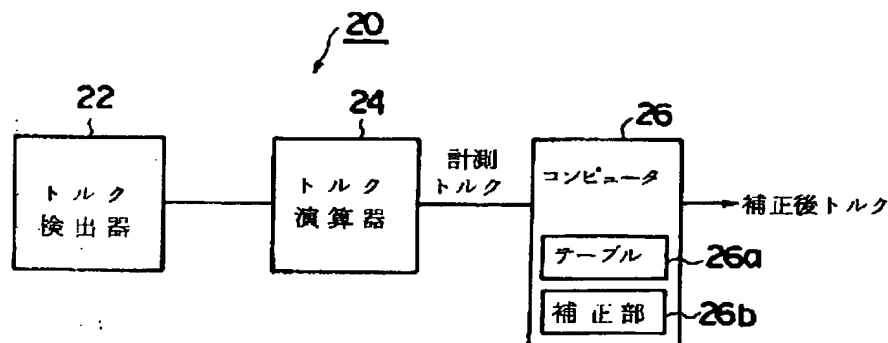 20
22
24
26
トルク
検出器
トルク
演算器
計測
トルク
コンピュータ
テーブル
26a
補正部
26b
補正後トルク